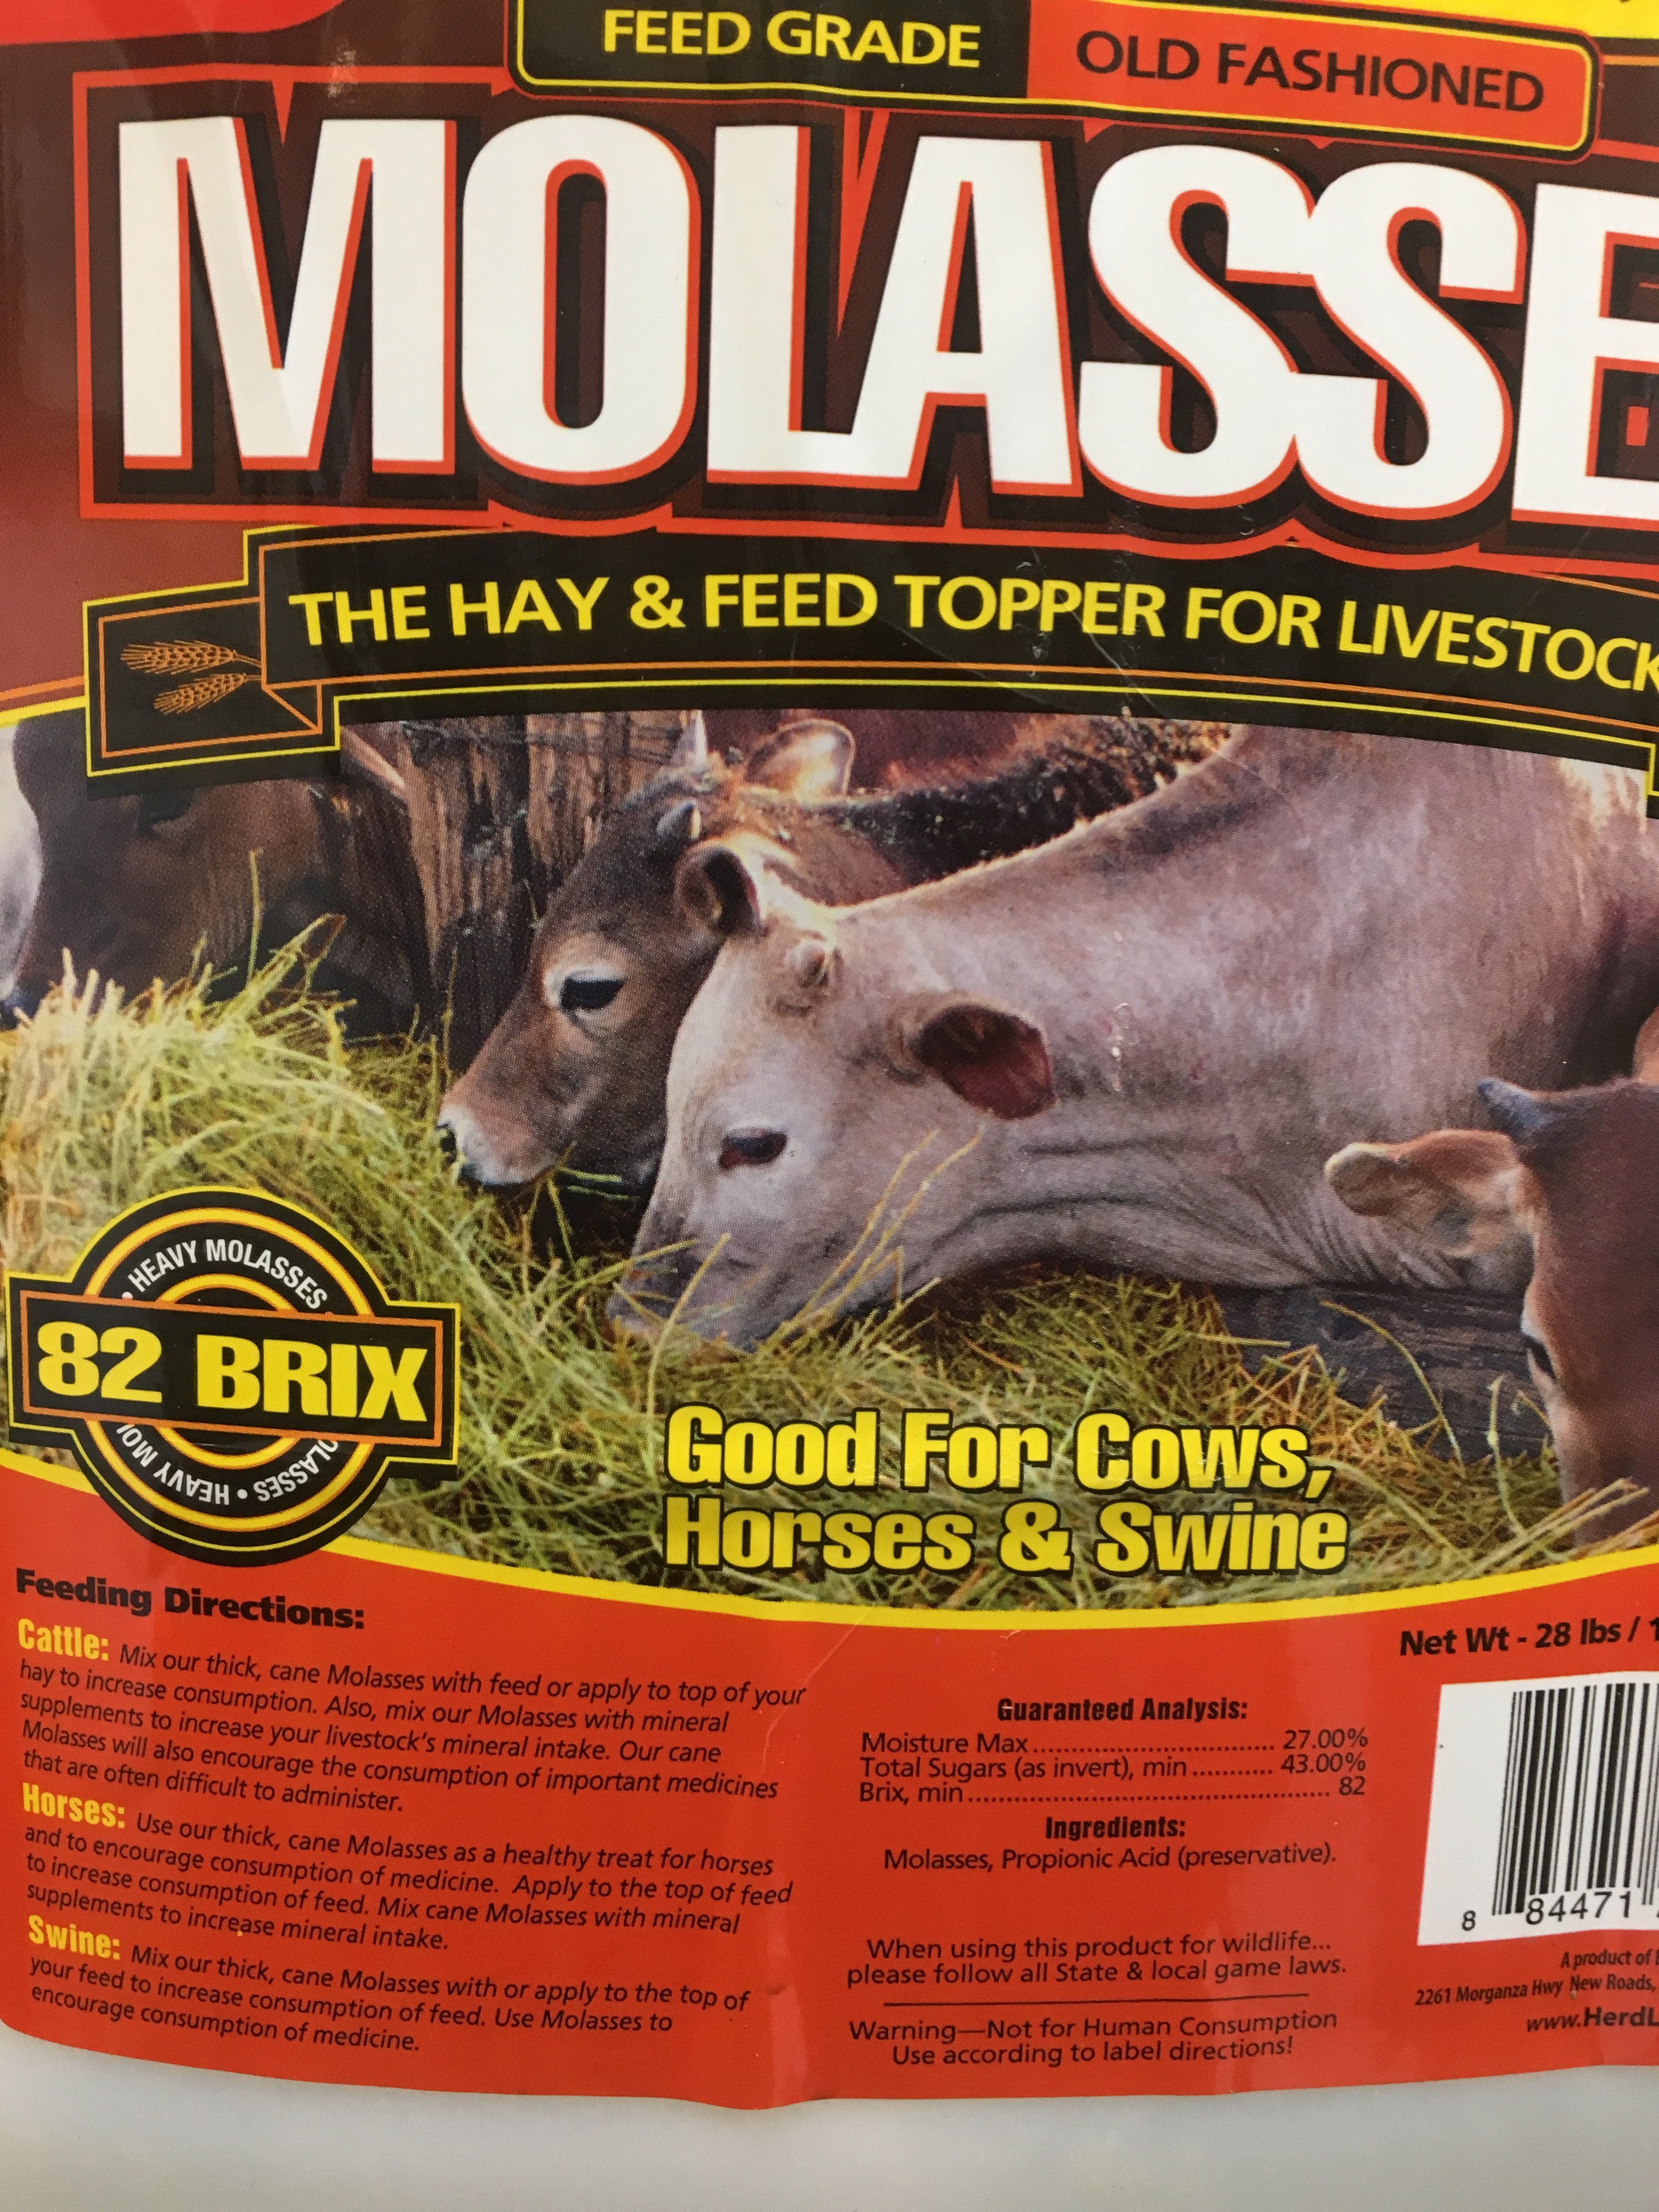 FEED GRADE
OLD FASHIONED
MOLASSE
THE HAY & FEED TOPPER FOR LIVESTOCK
• HEAVY MOLASSES
82 BRIX
HEAVY MOLASSES • HEAVY MOL
Good For Cows,
Horses & Swine
Feeding Directions:
Cattle: Mix our thick, cane Molasses with feed or apply to top of your
hay to increase consumption. Also, mix our Molasses with mineral
supplements to increase your livestock's mineral intake. Our cane
Molasses will also encourage the consumption of important medicines
that are often difficult to administer.
Horses: Use our thick, cane Molasses as a healthy treat for horses
and to encourage consumption of medicine. Apply to the top of feed
to increase consumption of feed. Mix cane Molasses with mineral
supplements to increase mineral intake.
Swine: Mix our thick, cane Molasses with or apply to the top of
your feed to increase consumption of feed. Use Molasses to
encourage consumption of medicine.
Guaranteed Analysis:
Moisture Max........................................ 27.00%
Total Sugars (as invert), min........... 43.00%
Brix, min............................................................ 82
Ingredients:
Molasses, Propionic Acid (preservative).
When using this product for wildlife...
please follow all State & local game laws.
Warning—Not for Human Consumption
Use according to label directions!
Net Wt - 28 lbs / 1
8 84471
A product of
2261 Morganza Hwy New Roads,
www.HerdL